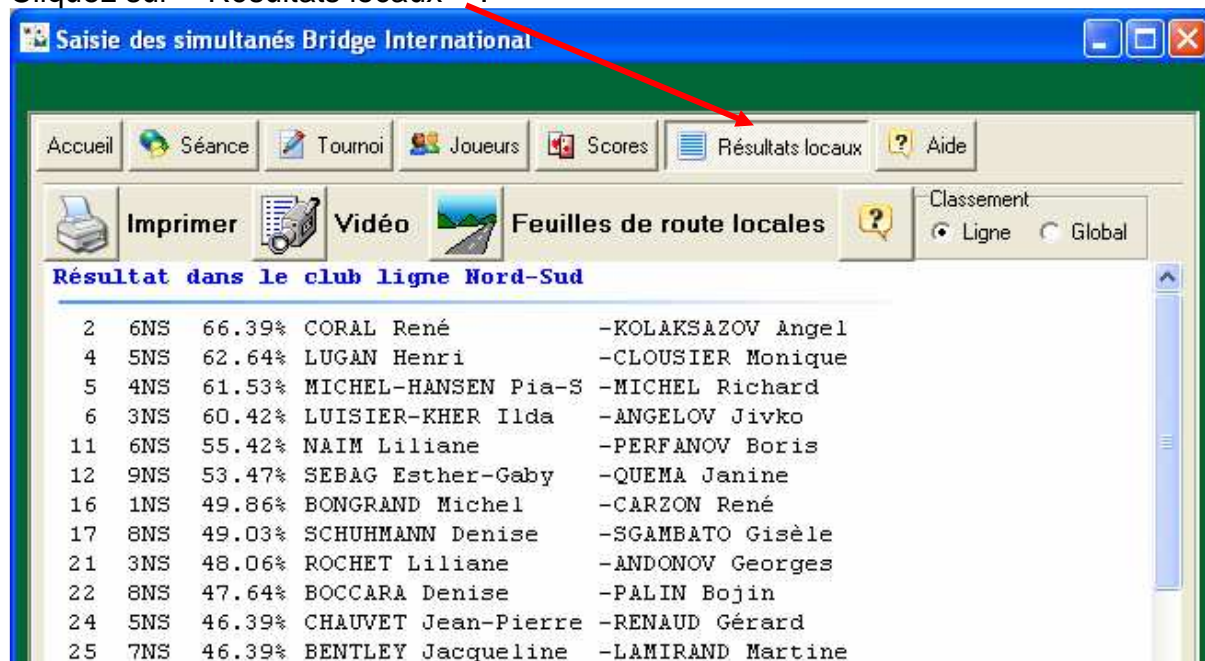 Cliquez sur « Résultats locaux » :
Saisie des simultanés Bridge International
Accueil Séance Tournoi Joueurs Scores Résultats locaux Aide
Imprimer Vidéo Feuilles de route locales Classement
Ligne Global
Résultat dans le club ligne Nord-Sud
2 6NS 66.39% CORAL René -KOLAKSAZOV Angel
4 5NS 62.64% LUGAN Henri -CLOUSIER Monique
5 4NS 61.53% MICHEL-HANSEN Pia-S -MICHEL Richard
6 3NS 60.42% LUISIER-KHER Ilda -ANGELOV Jivko
11 6NS 55.42% NAIM Liliane -PERFANOV Boris
12 9NS 53.47% SEBAG Esther-Gaby -QUEMA Janine
16 1NS 49.86% BONGRAND Michel -CARZON René
17 8NS 49.03% SCHUHMANN Denise -SGAMBATO Gisèle
21 3NS 48.06% ROCHET Liliane -ANDONOV Georges
22 8NS 47.64% BOCCARA Denise -PALIN Bojin
24 5NS 46.39% CHAUVET Jean-Pierre -RENAUD Gérard
25 7NS 46.39% BENTLEY Jacqueline -LAMIRAND Martine